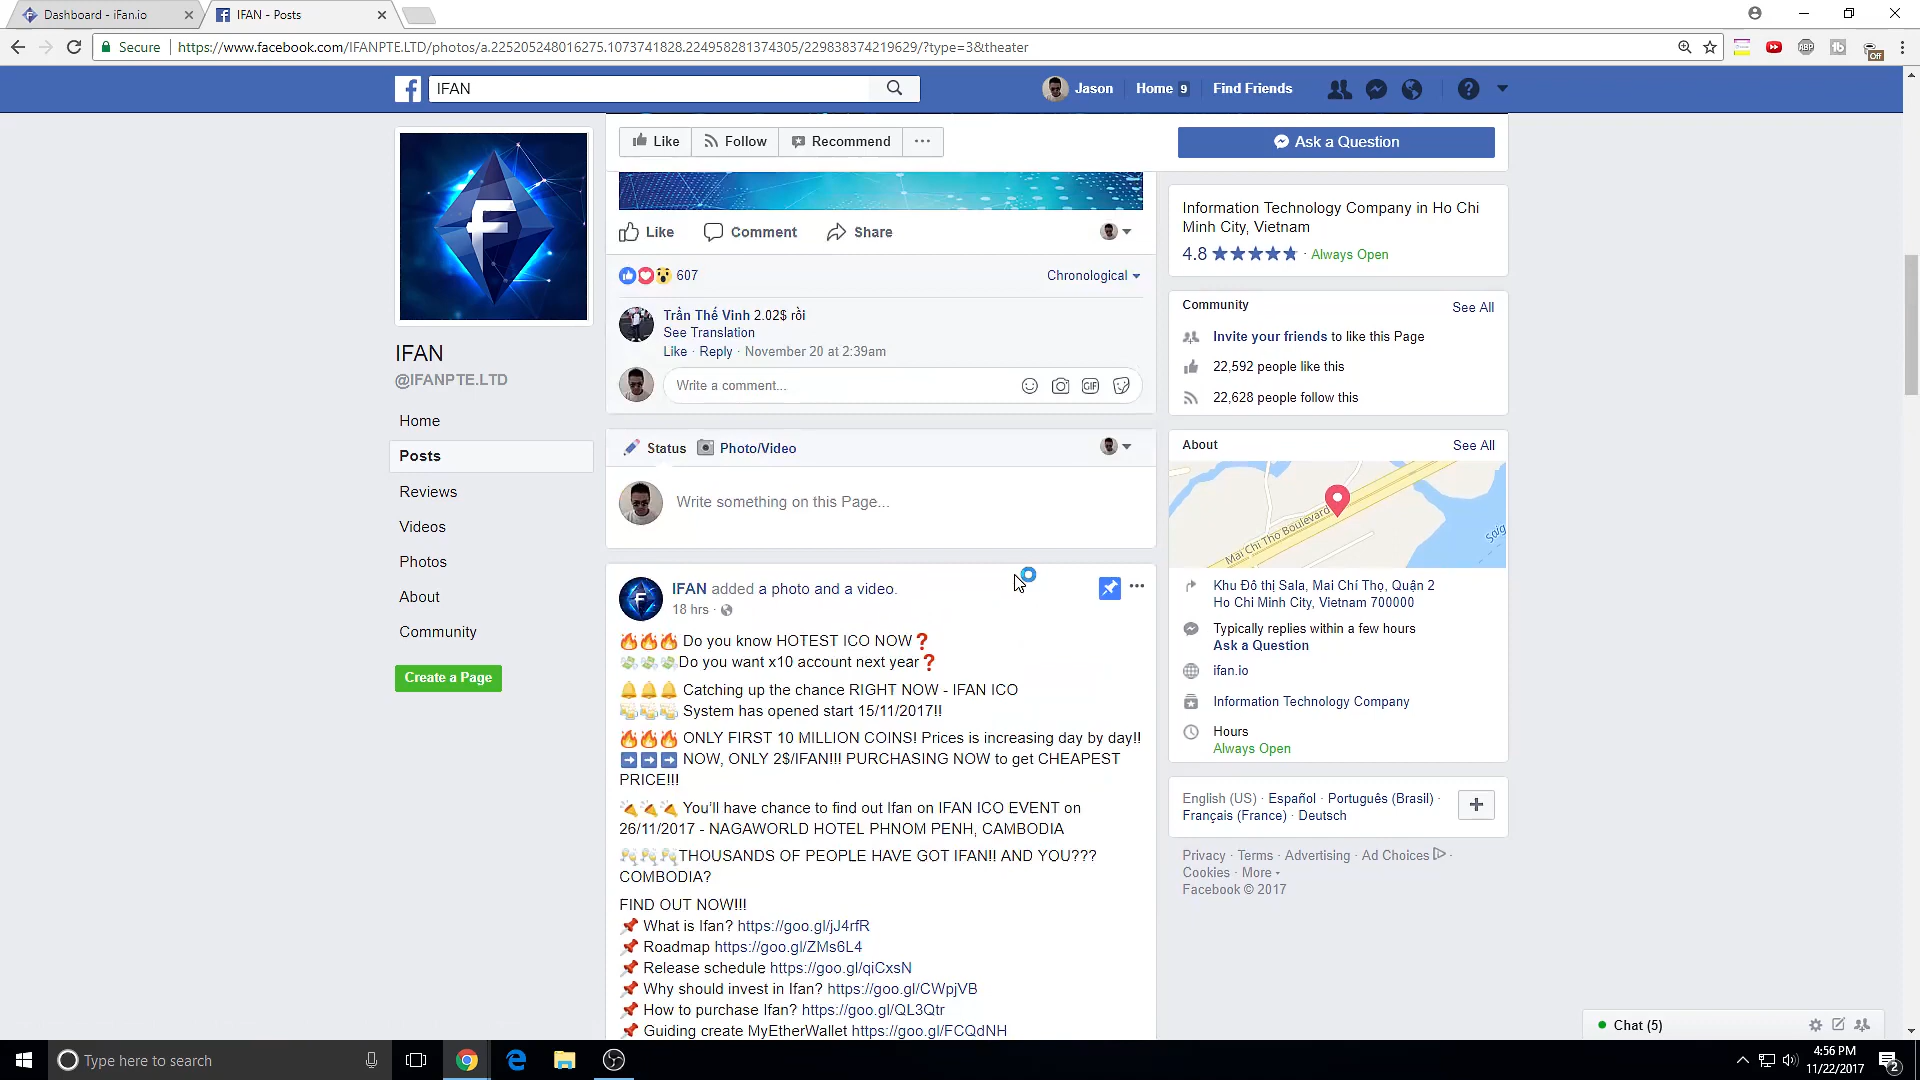 Dashboard - iFan.io
IFAN - Posts
Secure
https://www.facebook.com/IFANPTE.LTD/photos/a.225205248016275.1073741828.224958281374305/229838374219629/?type=3&theater
ABP
Off
IFAN
Jason
Home 9
Find Friends
IFAN
@IFANPTE.LTD
Home
Posts
Reviews
Videos
Photos
About
Community
Create a Page
Like
Follow
Recommend
Ask a Question
Like
Comment
Share
607
Chronological
Trần Thế Vinh 2.02$ rồi
See Translation
Like · Reply · November 20 at 2:39am
Write a comment...
GIF
Status
Photo/Video
Write something on this Page...
IFAN added a photo and a video.
18 hrs ·
Do you know HOTEST ICO NOW❓
Do you want x10 account next year❓
Catching up the chance RIGHT NOW - IFAN ICO
System has opened start 15/11/2017!!
ONLY FIRST 10 MILLION COINS! Prices is increasing day by day!!
NOW, ONLY 2$/IFAN!!! PURCHASING NOW to get CHEAPEST
PRICE!!!
You'll have chance to find out Ifan on IFAN ICO EVENT on
26/11/2017 - NAGAWORLD HOTEL PHNOM PENH, CAMBODIA
THOUSANDS OF PEOPLE HAVE GOT IFAN!! AND YOU???
COMBODIA?
FIND OUT NOW!!!
What is Ifan? https://goo.gl/jJ4rfR
Roadmap https://goo.gl/ZMs6L4
Release schedule https://goo.gl/qiCxsN
Why should invest in Ifan? https://goo.gl/CWpjVB
How to purchase Ifan? https://goo.gl/QL3Qtr
Guiding create MyEtherWallet https://goo.gl/FCQdNH
Information Technology Company in Ho Chi
Minh City, Vietnam
4.8 ★★★★★ · Always Open
Community
See All
Invite your friends to like this Page
22,592 people like this
22,628 people follow this
About
See All
Mai Chi Tho Boulevard
Saig
Khu Đô thị Sala, Mai Chí Thọ, Quận 2
Ho Chi Minh City, Vietnam 700000
Typically replies within a few hours
Ask a Question
ifan.io
Information Technology Company
Hours
Always Open
English (US) · Español · Português (Brasil) ·
Français (France) · Deutsch
Privacy · Terms · Advertising · Ad Choices ·
Cookies · More
Facebook © 2017
Chat (5)
Type here to search
4:56 PM
11/22/2017
2